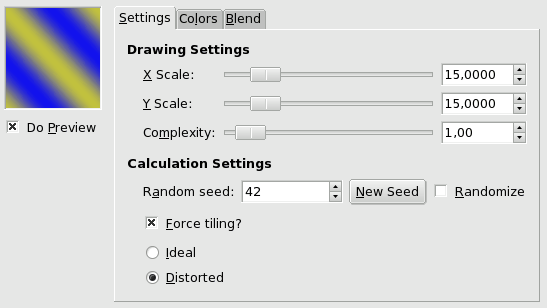 Settings Colors Blend
Drawing Settings
X Scale: 15,0000
Y Scale: 15,0000
Do Preview
Complexity: 1,00
Calculation Settings
Random seed: 42 New Seed Randomize
Force tiling?
Ideal
Distorted